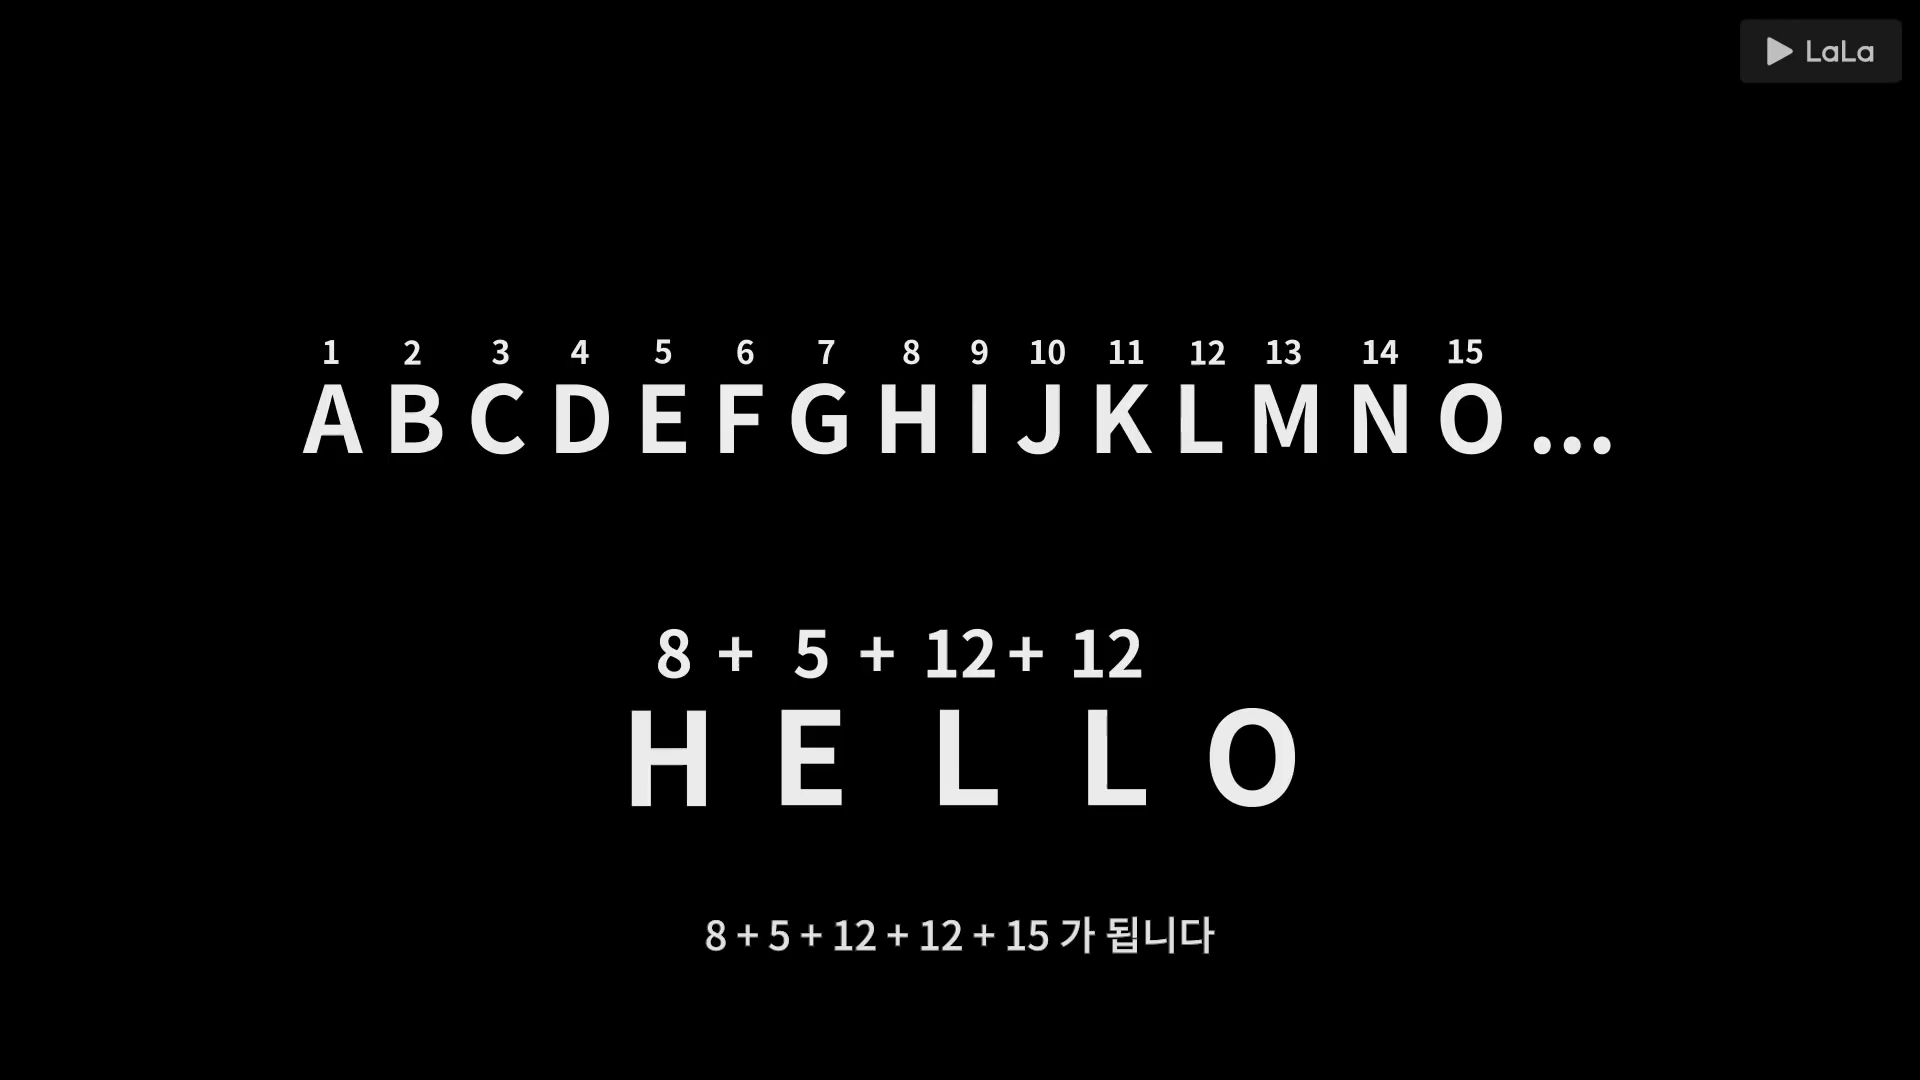 LaLa
1 2 3 4 5 6 7 8 9 10 11 12 13 14 15
A B C D E F G H I J K L M N O ...
8 + 5 + 12 + 12
H E L L O
8 + 5 + 12 + 12 + 15 가 됩니다